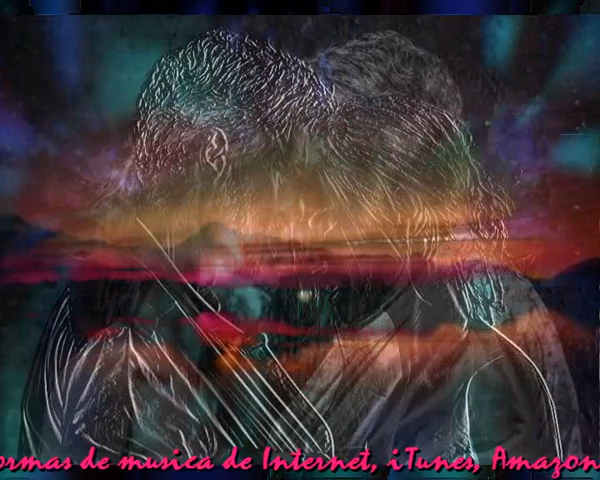 ormas de musica de Internet, iTunes, Amazon